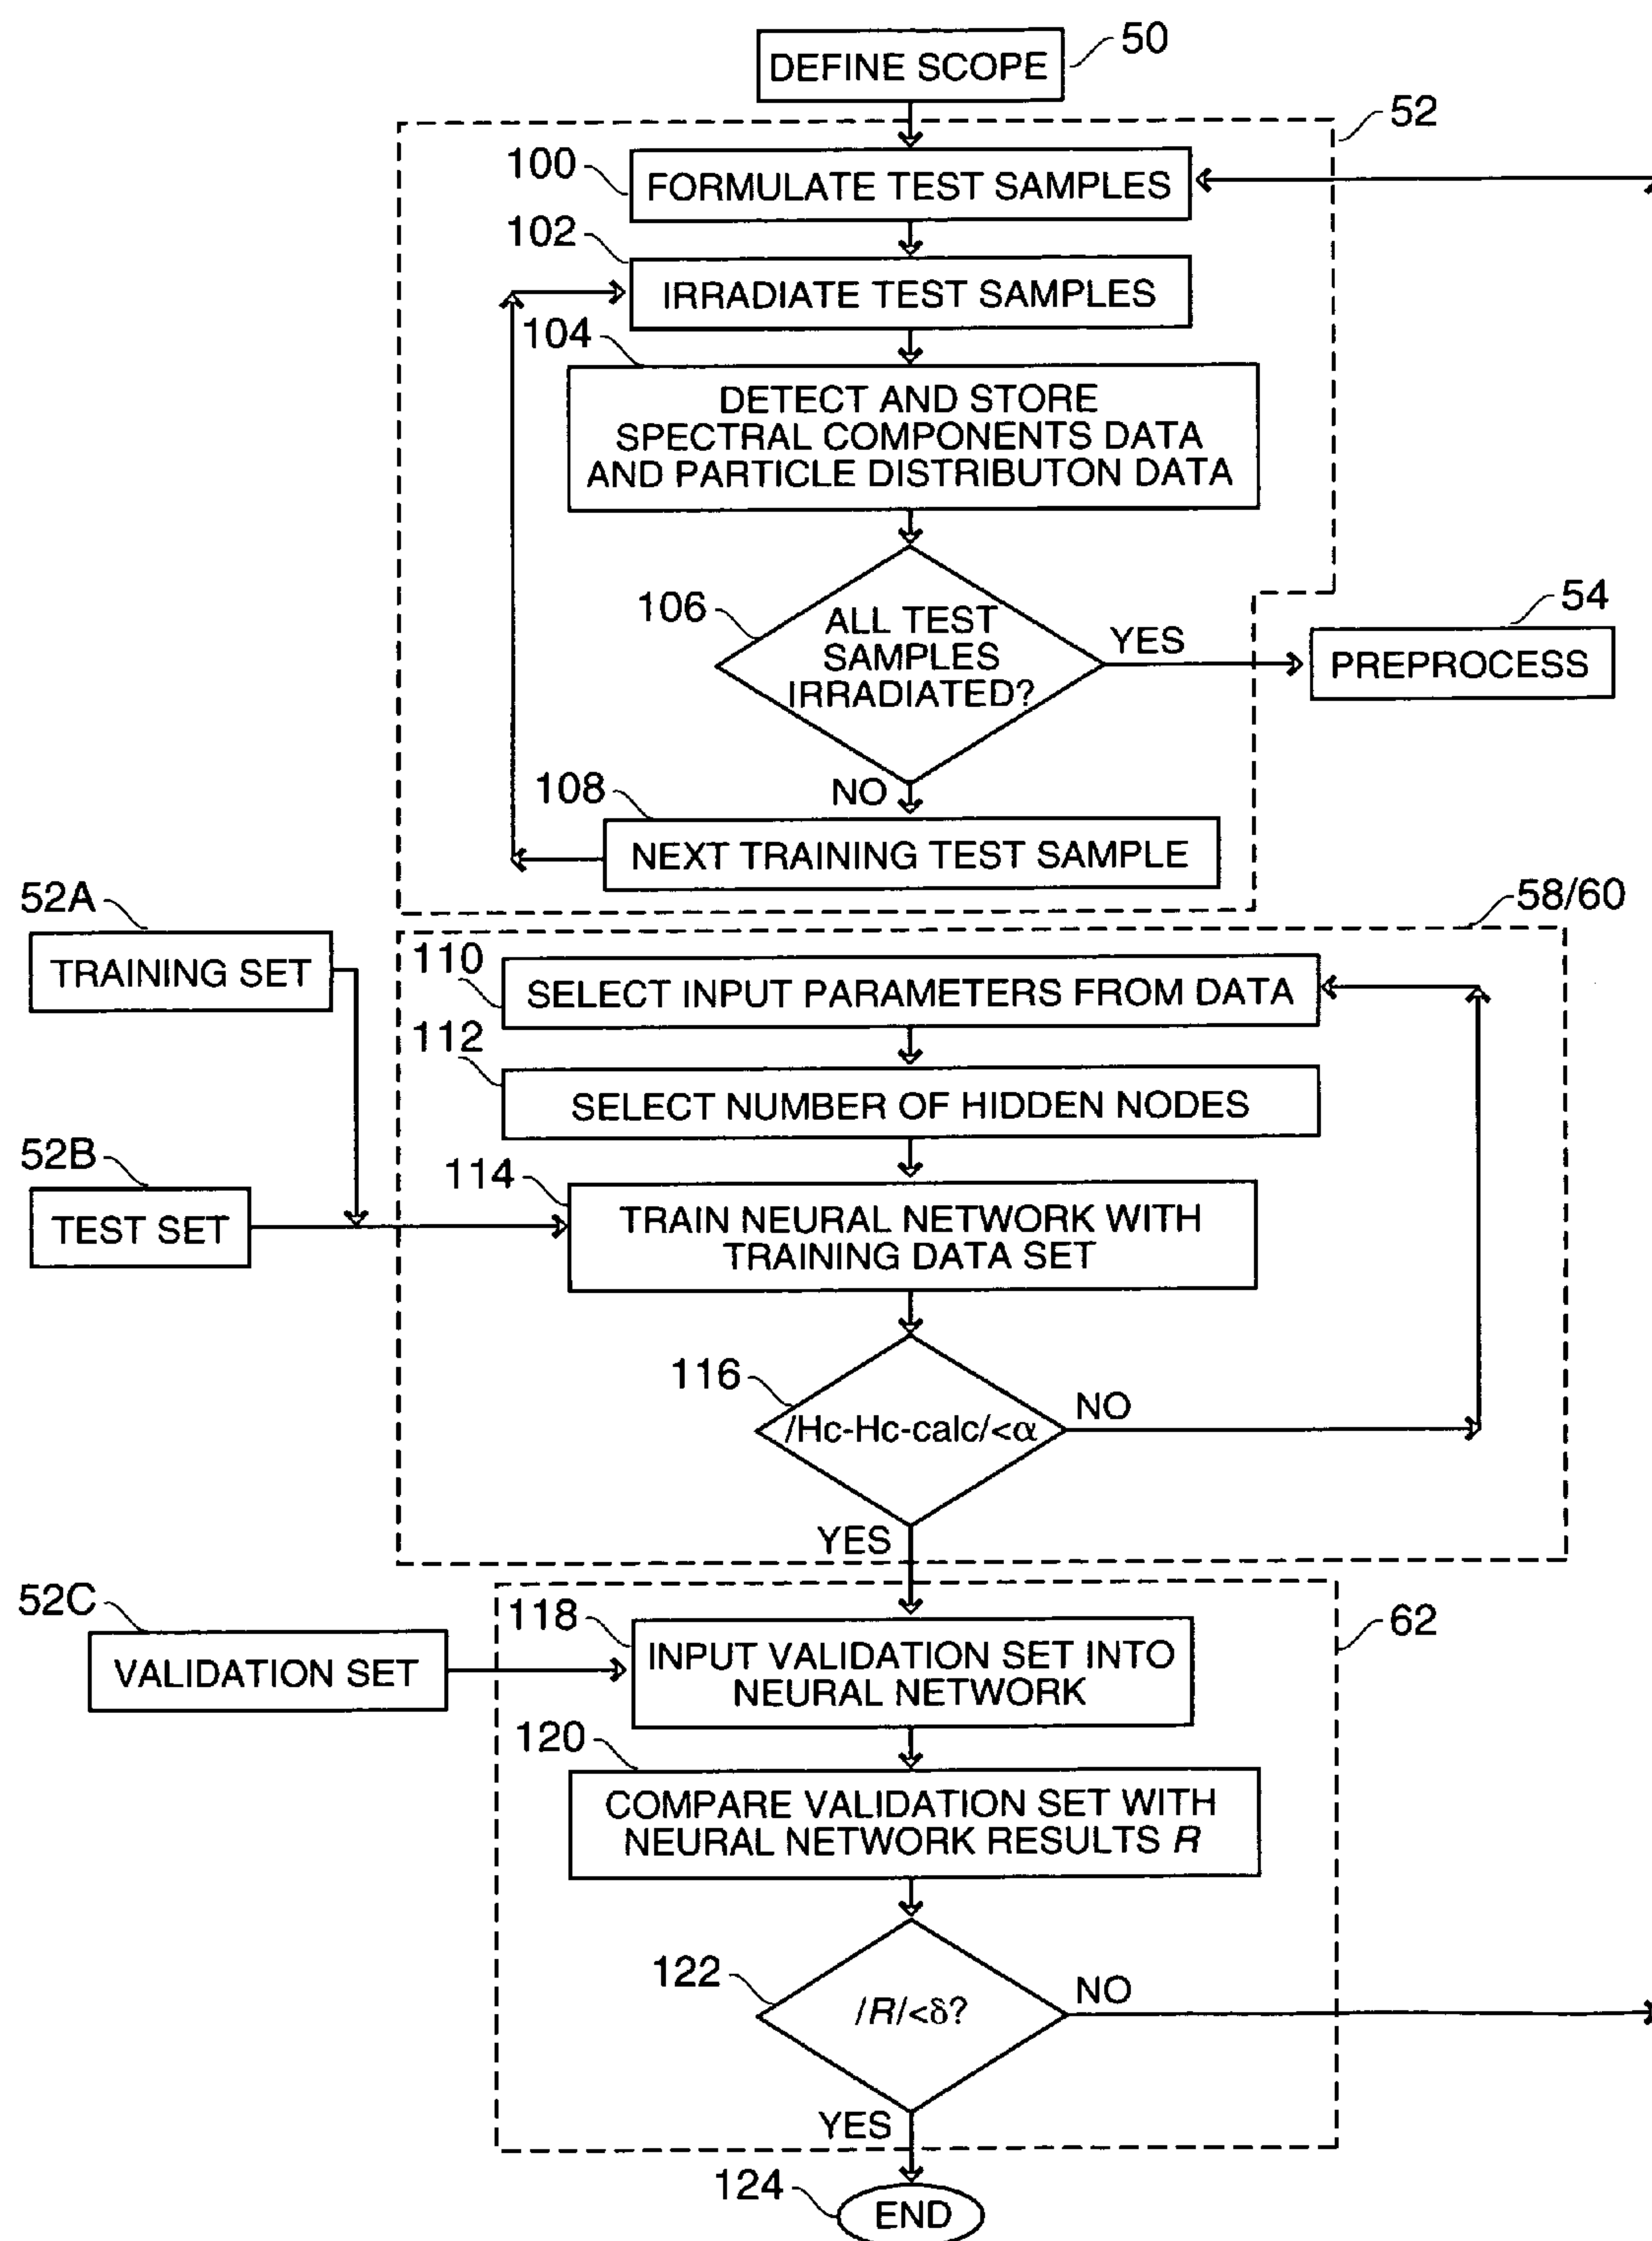 DEFINE SCOPE
50
52
100
FORMULATE TEST SAMPLES
102
IRRADIATE TEST SAMPLES
104
DETECT AND STORE
SPECTRAL COMPONENTS DATA
AND PARTICLE DISTRIBUTON DATA
106
ALL TEST
SAMPLES
IRRADIATED?
YES
54
PREPROCESS
NO
108
NEXT TRAINING TEST SAMPLE
52A
TRAINING SET
58/60
110
SELECT INPUT PARAMETERS FROM DATA
112
SELECT NUMBER OF HIDDEN NODES
52B
TEST SET
114
TRAIN NEURAL NETWORK WITH
TRAINING DATA SET
116
/Hc-Hc-calc/<α
NO
YES
52C
VALIDATION SET
118
INPUT VALIDATION SET INTO
NEURAL NETWORK
62
120
COMPARE VALIDATION SET WITH
NEURAL NETWORK RESULTS R
122
/R/<δ?
NO
YES
124
END